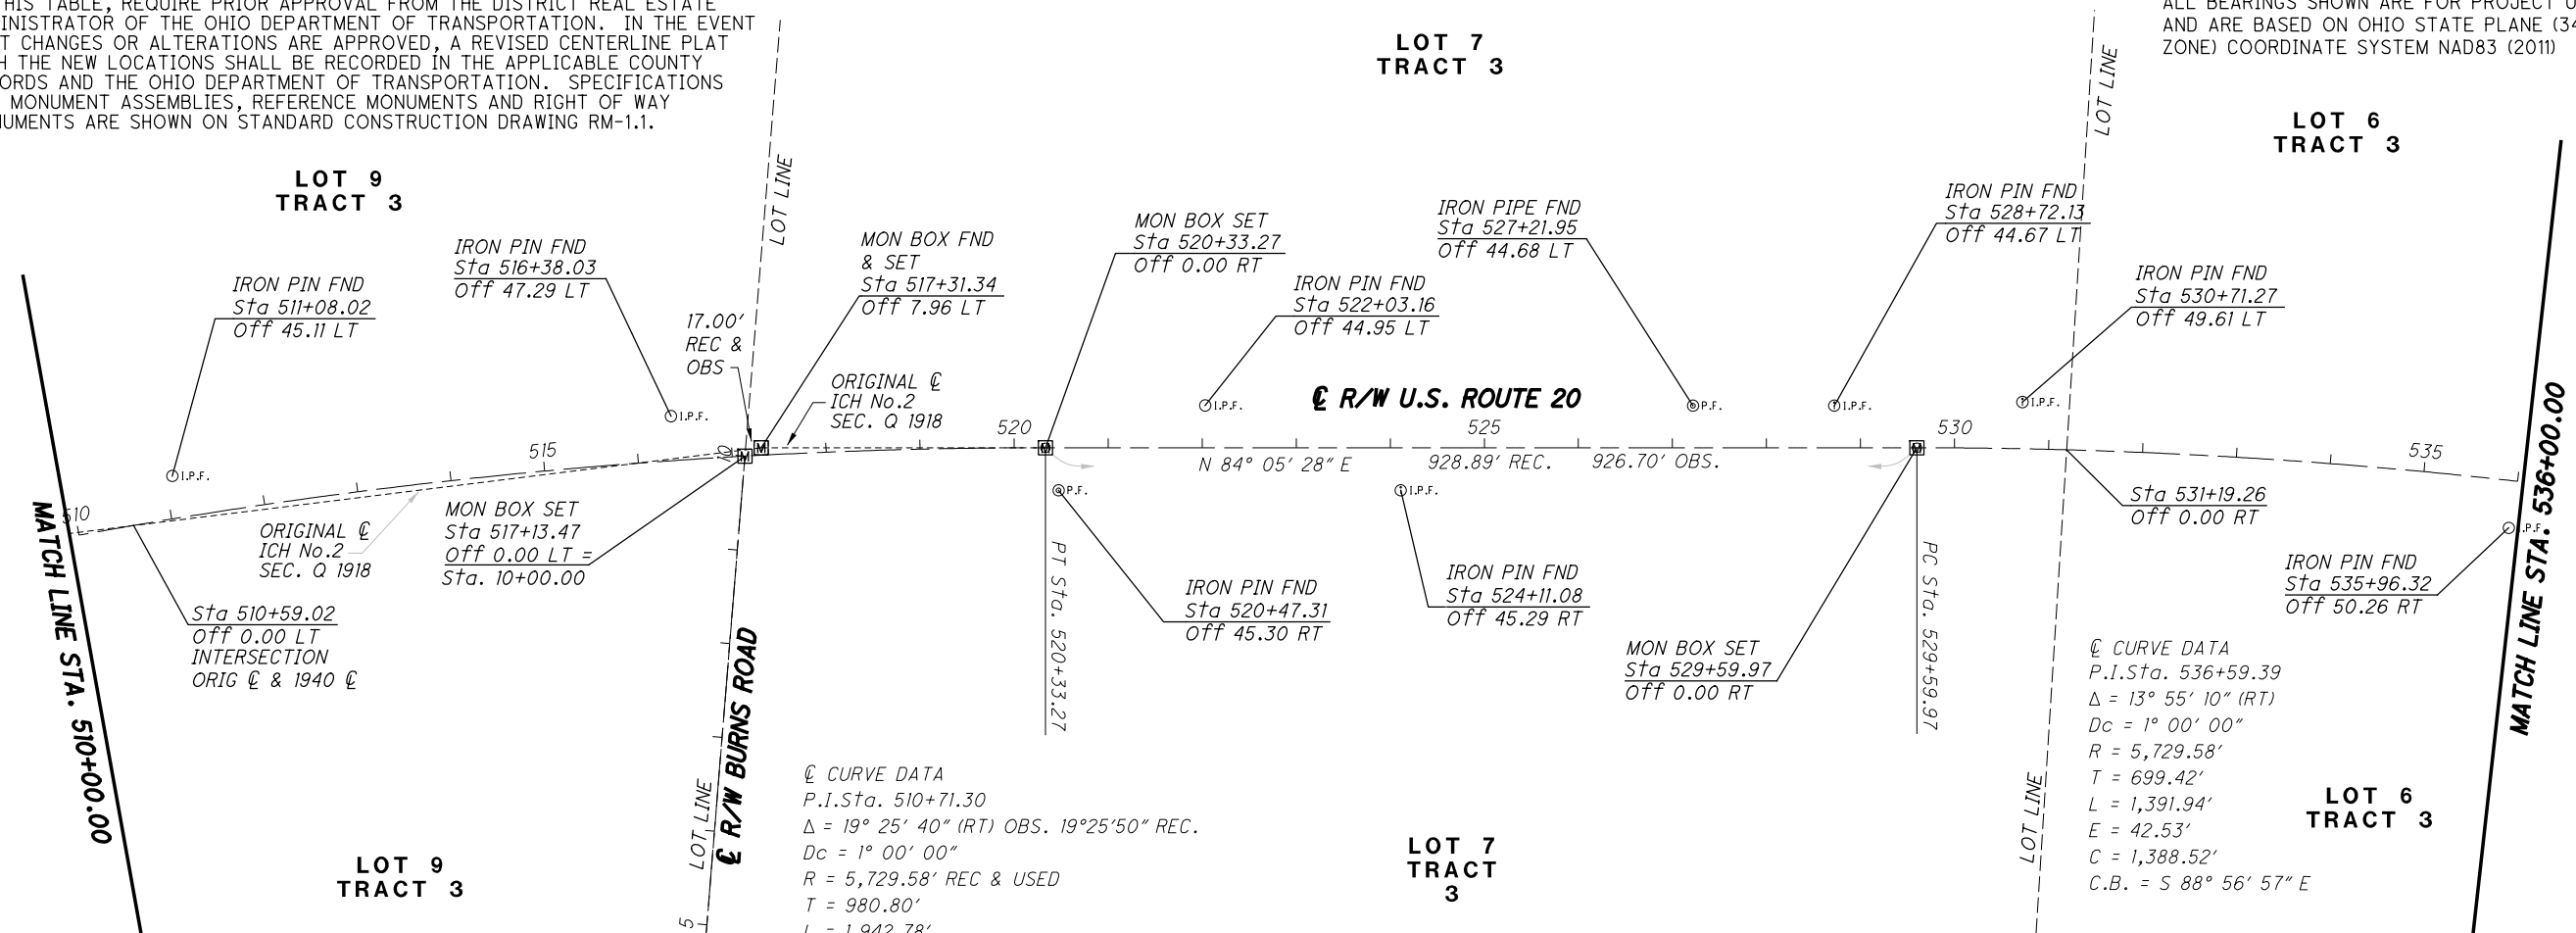 HIS TABLE, REQUIRE PRIOR APPROVAL FROM THE DISTRICT REAL ESTATE
INISTRATOR OF THE OHIO DEPARTMENT OF TRANSPORTATION. IN THE EVENT
T CHANGES OR ALTERATIONS ARE APPROVED, A REVISED CENTERLINE PLAT
H THE NEW LOCATIONS SHALL BE RECORDED IN THE APPLICABLE COUNTY
ORDS AND THE OHIO DEPARTMENT OF TRANSPORTATION. SPECIFICATIONS
MONUMENT ASSEMBLIES, REFERENCE MONUMENTS AND RIGHT OF WAY
UMENTS ARE SHOWN ON STANDARD CONSTRUCTION DRAWING RM-1.1.
ALL BEARINGS SHOWN ARE FOR PROJECT
AND ARE BASED ON OHIO STATE PLANE (34
ZONE) COORDINATE SYSTEM NAD83 (2011)
LOT 7
TRACT 3
LOT 6
TRACT 3
LOT 9
TRACT 3
LOT LINE
LOT LINE
IRON PIN FND
Sta 511+08.02
Off 45.11 LT
IRON PIN FND
Sta 516+38.03
Off 47.29 LT
17.00'
REC &
OBS
MON BOX FND
& SET
Sta 517+31.34
Off 7.96 LT
ORIGINAL ℄
ICH No.2
SEC. Q 1918
MON BOX SET
Sta 520+33.27
Off 0.00 RT
IRON PIN FND
Sta 522+03.16
Off 44.95 LT
IRON PIPE FND
Sta 527+21.95
Off 44.68 LT
IRON PIN FND
Sta 528+72.13
Off 44.67 LT
IRON PIN FND
Sta 530+71.27
Off 49.61 LT
I.P.F.
I.P.F.
I.P.F.
P.F.
I.P.F.
I.P.F.
℄ R/W U.S. ROUTE 20
510
515
10
520
525
530
535
N 84° 05' 28" E
928.89' REC.
926.70' OBS.
P.F.
I.P.F.
I.P.F.
MATCH LINE STA. 510+00.00
ORIGINAL ℄
ICH No.2
SEC. Q 1918
MON BOX SET
Sta 517+13.47
Off 0.00 LT =
Sta. 10+00.00
Sta 510+59.02
Off 0.00 LT
INTERSECTION
ORIG ℄ & 1940 ℄
PT Sta. 520+33.27
IRON PIN FND
Sta 520+47.31
Off 45.30 RT
IRON PIN FND
Sta 524+11.08
Off 45.29 RT
MON BOX SET
Sta 529+59.97
Off 0.00 RT
PC Sta. 529+59.97
Sta 531+19.26
Off 0.00 RT
IRON PIN FND
Sta 535+96.32
Off 50.26 RT
MATCH LINE STA. 536+00.00
LOT LINE
℄ R/W BURNS ROAD
5
LOT 9
TRACT 3
℄ CURVE DATA
P.I.Sta. 510+71.30
Δ = 19° 25' 40" (RT) OBS. 19°25'50" REC.
Dc = 1° 00' 00"
R = 5,729.58' REC & USED
T = 980.80'
L = 1,942.78'
LOT 7
TRACT
3
LOT LINE
℄ CURVE DATA
P.I.Sta. 536+59.39
Δ = 13° 55' 10" (RT)
Dc = 1° 00' 00"
R = 5,729.58'
T = 699.42'
L = 1,391.94'
E = 42.53'
C = 1,388.52'
C.B. = S 88° 56' 57" E
LOT 6
TRACT 3